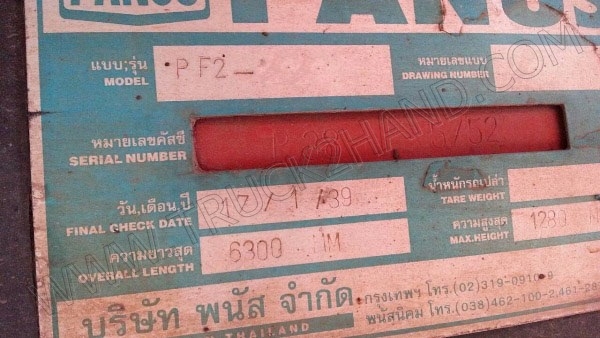 PANUS
PANUS
แบบ;รุ่น
MODEL
PF2-
หมายเลขแบบ
DRAWING NUMBER
หมายเลขคัสซี
SERIAL NUMBER
/52
วัน,เดือน,ปี
FINAL CHECK DATE
17/1/39
น้ำหนักรถเปล่า
TARE WEIGHT
ความยาวสุด
OVERALL LENGTH
6300 MM
ความสูงสุด
MAX.HEIGHT
1280
บริษัท พนัส จำกัด
กรุงเทพฯ โทร.(02)319-0910-9
พนัสนิคม โทร.(038)462-100-2,461-28
THAILAND
WWW.TRUCK2HAND.COM